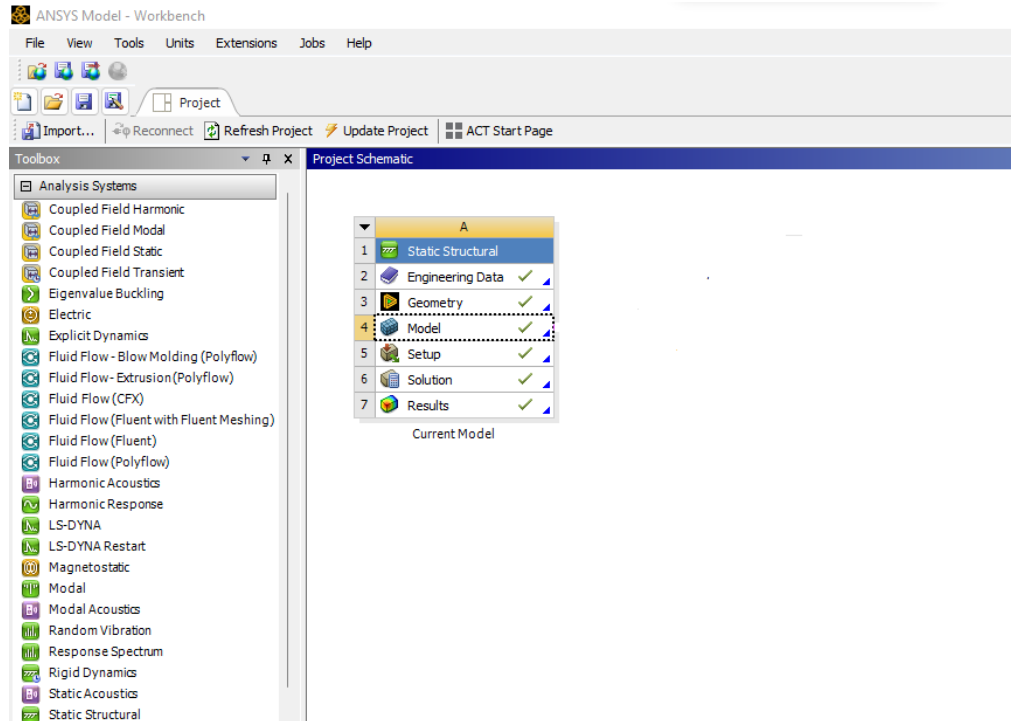 ANSYS Model - Workbench
File View Tools Units Extensions Jobs Help
Project
Import... Reconnect Refresh Project Update Project ACT Start Page
Toolbox
Project Schematic
Analysis Systems
Coupled Field Harmonic
Coupled Field Modal
Coupled Field Static
Coupled Field Transient
Eigenvalue Buckling
Electric
Explicit Dynamics
Fluid Flow - Blow Molding (Polyflow)
Fluid Flow - Extrusion (Polyflow)
Fluid Flow (CFX)
Fluid Flow (Fluent with Fluent Meshing)
Fluid Flow (Fluent)
Fluid Flow (Polyflow)
Harmonic Acoustics
Harmonic Response
LS-DYNA
LS-DYNA Restart
Magnetostatic
Modal
Modal Acoustics
Random Vibration
Response Spectrum
Rigid Dynamics
Static Acoustics
Static Structural
A
1 Static Structural
2 Engineering Data
3 Geometry
4 Model
5 Setup
6 Solution
7 Results
Current Model